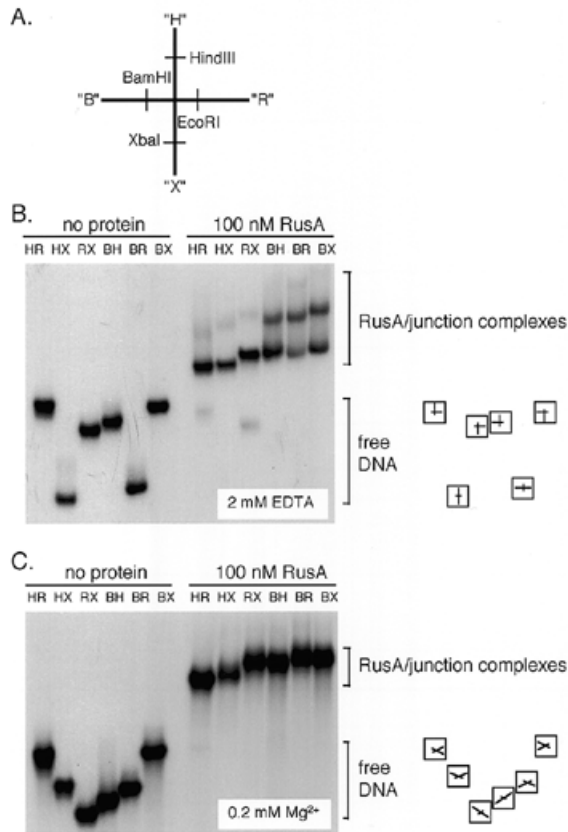 A.
"H"
HindIII
BamHI
"B" "R"
EcoRI
XbaI
"X"
B.
no protein 100 nM RusA
HR HX RX BH BR BX HR HX RX BH BR BX
RusA/junction complexes
free
DNA
2 mM EDTA
C.
no protein 100 nM RusA
HR HX RX BH BR BX HR HX RX BH BR BX
RusA/junction complexes
free
DNA
0.2 mM Mg²⁺